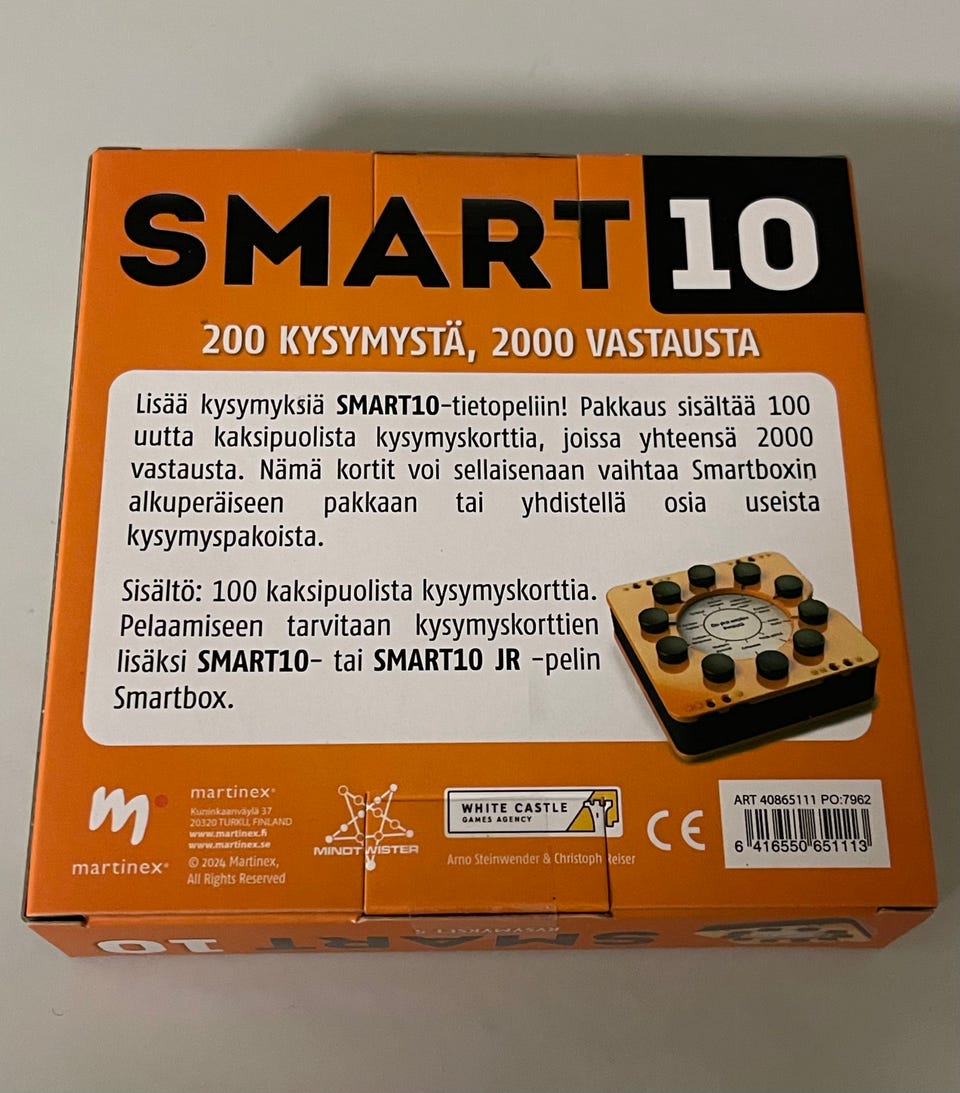 SMART10
200 KYSYMYSTÄ, 2000 VASTAUSTA
Lisää kysymyksiä SMART10-tietopeliin! Pakkaus sisältää 100
uutta kaksipuolista kysymyskorttia, joissa yhteensä 2000
vastausta. Nämä kortit voi sellaisenaan vaihtaa Smartboxin
alkuperäiseen pakkaan tai yhdistellä osia useista
kysymyspakoista.
Sisältö: 100 kaksipuolista kysymyskorttia.
Pelaamiseen tarvitaan kysymyskorttien
lisäksi SMART10- tai SMART10 JR -pelin
Smartbox.
martinex®
martinex®
Kuninkaanväylä 37
20320 TURKU, FINLAND
www.martinex.fi
www.martinex.se
© 2024 Martinex,
All Rights Reserved
MINDTWISTER
WHITE CASTLE
GAMES AGENCY
Arno Steinwender & Christoph Reiser
CE
ART 40865111 PO:7962
6 416550 651113
KYSYMYKSET
SMART 10